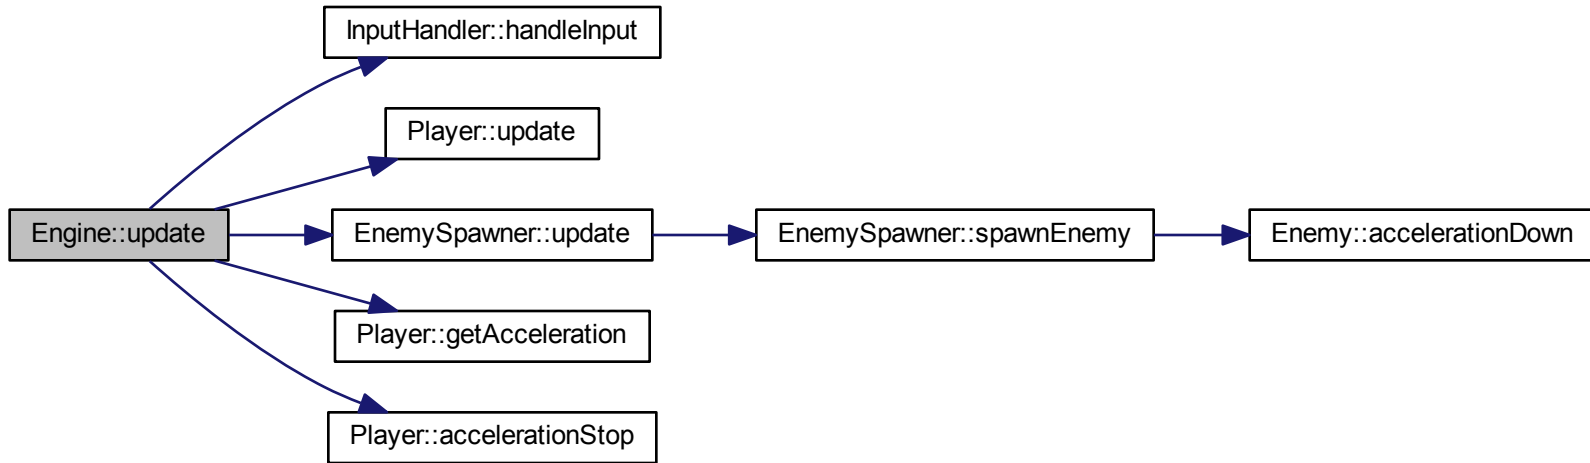 InputHandler::handleInput
Player::update
Engine::update
EnemySpawner::update
EnemySpawner::spawnEnemy
Enemy::accelerationDown
Player::getAcceleration
Player::accelerationStop